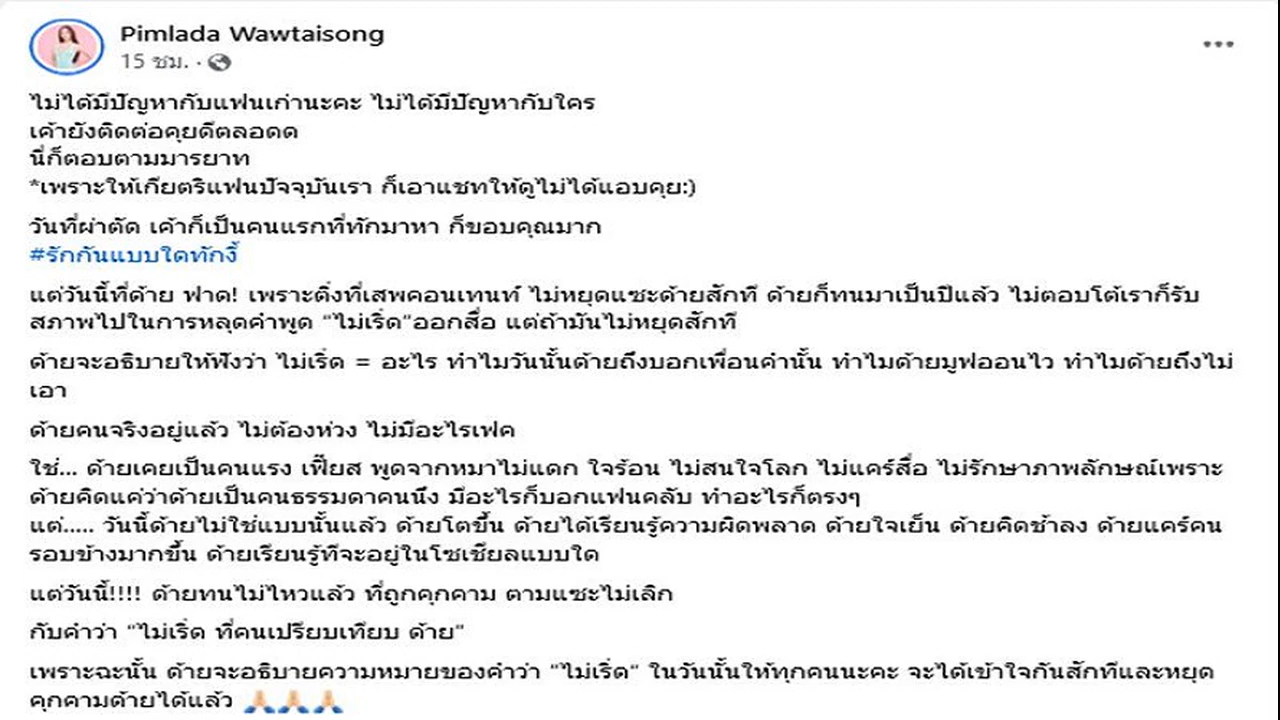 Pimlada Wawtaisong
15 ชม. ·
ไม่ได้มีปัญหากับแฟนเก่านะคะ ไม่ได้มีปัญหากับใคร
เค้ายังติดต่อคุยดีตลอดด
นี่ก็ตอบตามมารยาท
*เพราะให้เกียตริแฟนปัจจุบันเรา ก็เอาแชทให้ดูไม่ได้แอบคุย:)
วันที่ผ่าตัด เค้าก็เป็นคนแรกที่ทักมาหา ก็ขอบคุณมาก
#รักกันแบบใดทักงี้
แต่วันนี้ที่ด้าย ฟาด! เพราะติ่งที่เสพคอนเทนท์ ไม่หยุดแซะด้ายสักที ด้ายก็ทนมาเป็นปีแล้ว ไม่ตอบโต้เราก็รับ
สภาพไปในการหลุดคำพูด "ไม่เริ่ด"ออกสื่อ แต่ถ้ามันไม่หยุดสักที
ด้ายจะอธิบายให้ฟังว่า ไม่เริ่ด = อะไร ทำไมวันนั้นด้ายถึงบอกเพื่อนคำนั้น ทำไมด้ายมูฟออนไว ทำไมด้ายถึงไม่
เอา
ด้ายคนจริงอยู่แล้ว ไม่ต้องห่วง ไม่มีอะไรเฟค
ใช่... ด้ายเคยเป็นคนแรง เฟี๊ยส พูดจากหมาไม่แดก ใจร้อน ไม่สนใจโลก ไม่แคร์สื่อ ไม่รักษาภาพลักษณ์เพราะ
ด้ายคิดแค่ว่าด้ายเป็นคนธรรมดาคนนึง มีอะไรก็บอกแฟนคลับ ทำอะไรก็ตรงๆ
แต่..... วันนี้ด้ายไม่ใช่แบบนั้นแล้ว ด้ายโตขึ้น ด้ายได้เรียนรู้ความผิดพลาด ด้ายใจเย็น ด้ายคิดช้าลง ด้ายแคร์คน
รอบข้างมากขึ้น ด้ายเรียนรู้ที่จะอยู่ในโซเชียลแบบใด
แต่วันนี้!!!! ด้ายทนไม่ไหวแล้ว ที่ถูกคุกคาม ตามแซะไม่เลิก
กับคำว่า "ไม่เริ่ด ที่คนเปรียบเทียบ ด้าย"
เพราะฉะนั้น ด้ายจะอธิบายความหมายของคำว่า "ไม่เริ่ด" ในวันนั้นให้ทุกคนนะคะ จะได้เข้าใจกันสักทีและหยุด
คุกคามด้ายได้แล้ว 🙏🏻🙏🏻🙏🏻